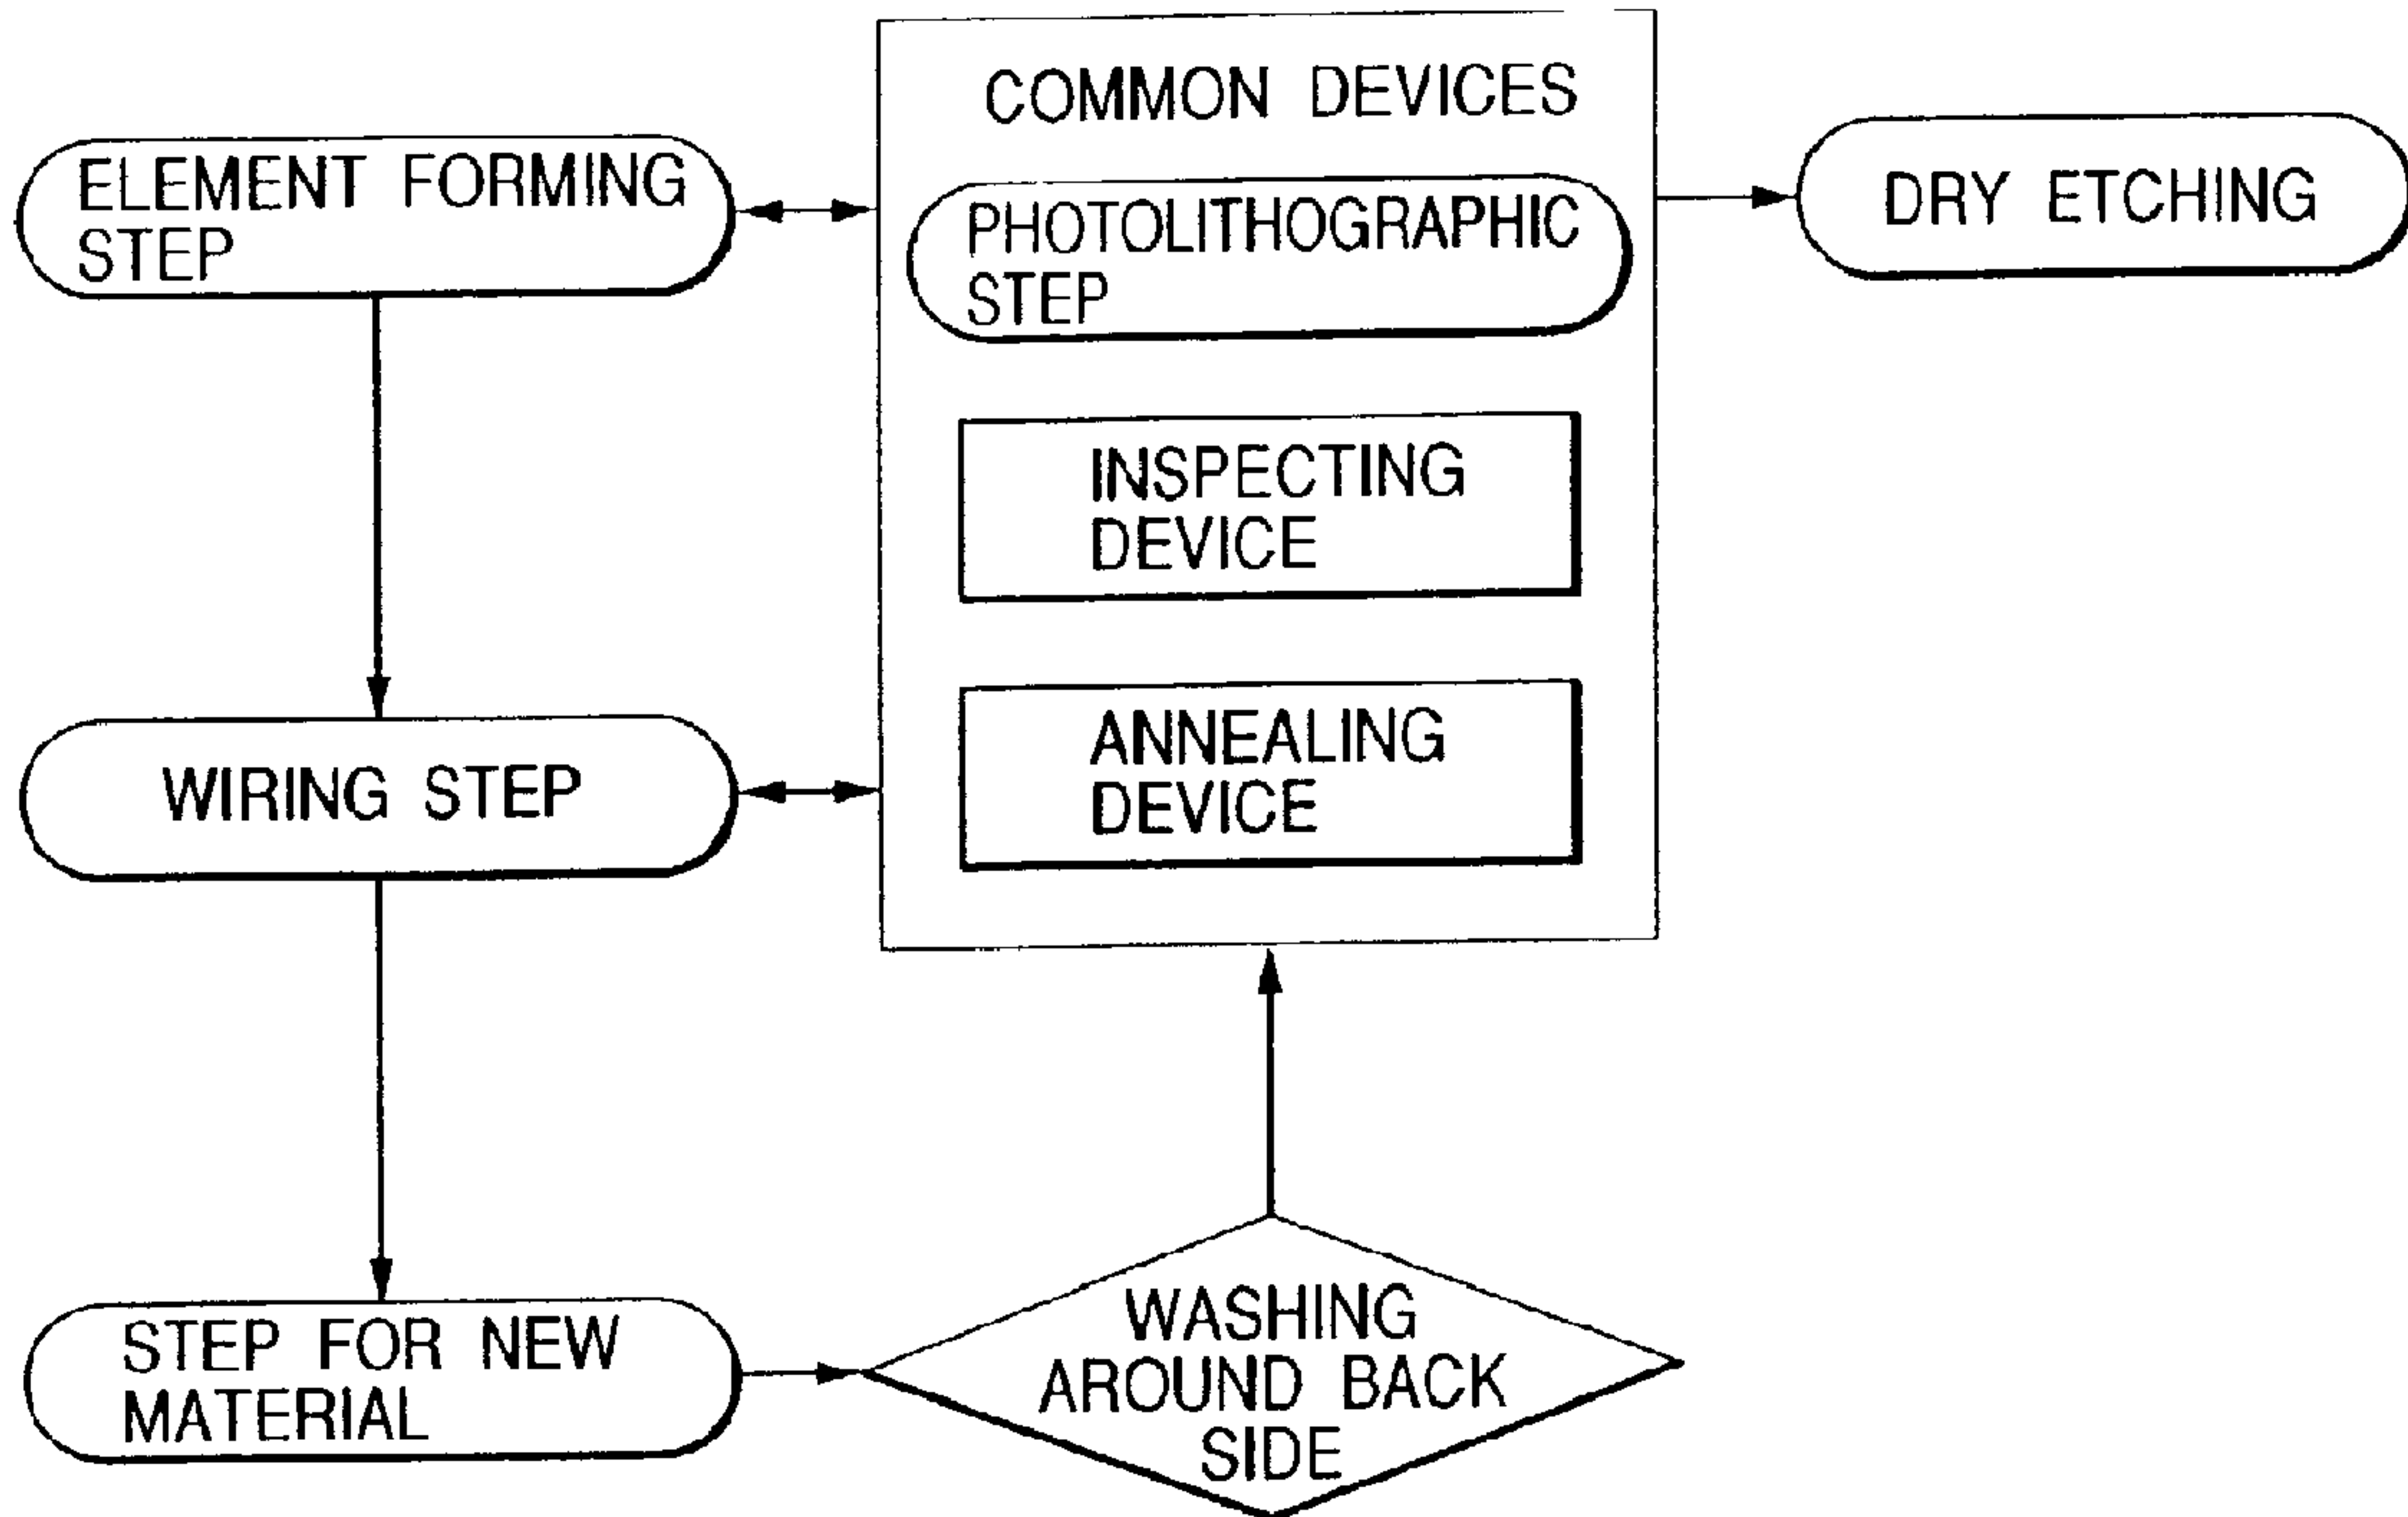 COMMON DEVICES
ELEMENT FORMING
STEP
PHOTOLITHOGRAPHIC
STEP
DRY ETCHING
INSPECTING
DEVICE
WIRING STEP
ANNEALING
DEVICE
STEP FOR NEW
MATERIAL
WASHING
AROUND BACK
SIDE